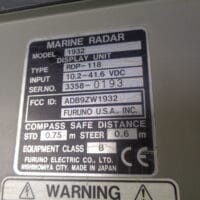 MARINE RADAR
MODEL 1932
DISPLAY UNIT
TYPE RDP-118
INPUT 10.2-41.6 VDC
SER.NO. 3358-0193
FCC ID: ADB9ZW1932
FURUNO U.S.A., INC.
COMPASS SAFE DISTANCE
STD 0.75 m STEER 0.6 m
EQUIPMENT CLASS B
FURUNO ELECTRIC CO., LTD.
NISHINOMIYA CITY, MADE IN JAPAN
CE
WARNING